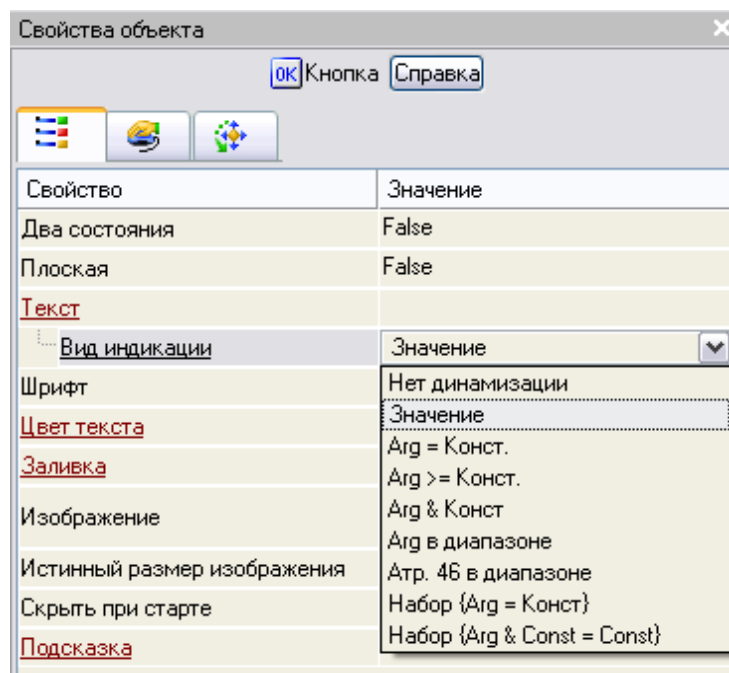 Свойства объекта
OK Кнопка Справка
Свойство Значение
Два состояния False
Плоская False
Текст
Вид индикации Значение
Шрифт Нет динамизации
Значение
Цвет текста Arg = Конст.
Заливка Arg >= Конст.
Arg & Конст
Изображение Arg в диапазоне
Истинный размер изображения Атр. 46 в диапазоне
Скрыть при старте Набор {Arg = Конст}
Подсказка Набор {Arg & Const = Const}